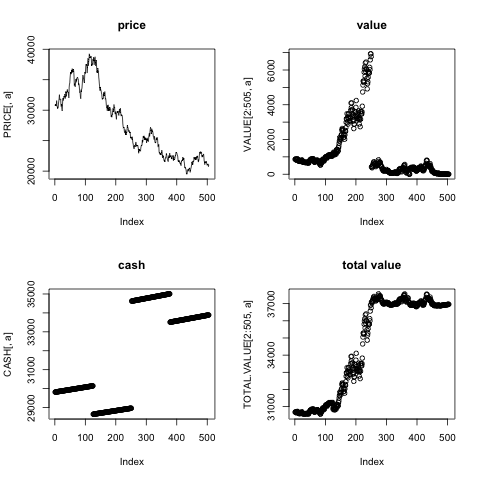 price
PRICE[, a]
20000 30000 40000
0 100 200 300 400 500
Index
value
VALUE[2:505, a]
0 2000 4000 6000
0 100 200 300 400 500
Index
cash
CASH[, a]
29000 31000 33000 35000
0 100 200 300 400 500
Index
total value
TOTAL.VALUE[2:505, a]
31000 34000 37000
0 100 200 300 400 500
Index